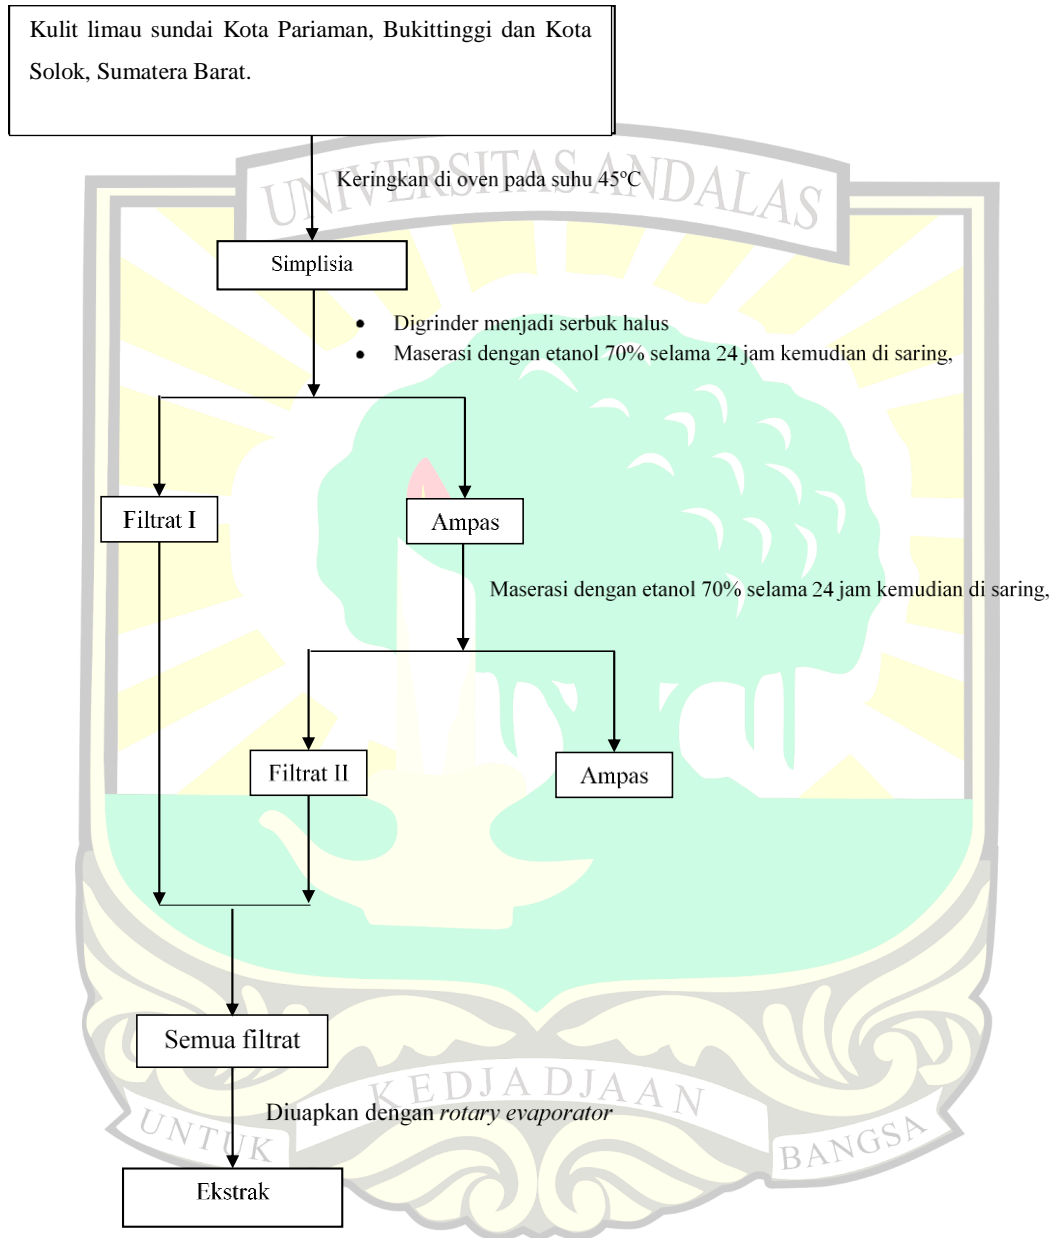 Kulit limau sundai Kota Pariaman, Bukittinggi dan Kota
Solok, Sumatera Barat.
UNIVERSITAS ANDALAS
Keringkan di oven pada suhu 45ºC
Simplisia
• Digrinder menjadi serbuk halus
• Maserasi dengan etanol 70% selama 24 jam kemudian di saring,
Filtrat I
Ampas
Maserasi dengan etanol 70% selama 24 jam kemudian di saring,
Filtrat II
Ampas
Semua filtrat
KEDJADJAAN
Diuapkan dengan rotary evaporator
UNTUK
BANGSA
Ekstrak